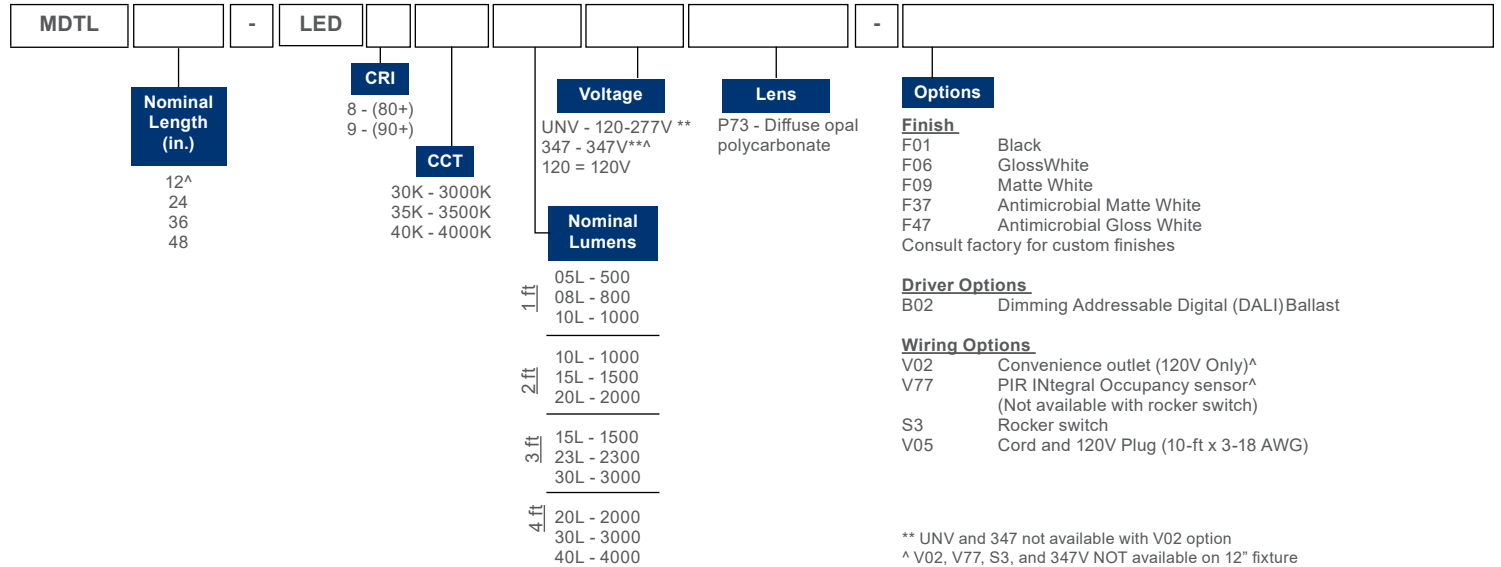 MDTL - LED -
Nominal
Length
(in.)
12^
24
36
48
CRI
8 - (80+)
9 - (90+)
CCT
30K - 3000K
35K - 3500K
40K - 4000K
Nominal
Lumens
1 ft
05L - 500
08L - 800
10L - 1000
2 ft
10L - 1000
15L - 1500
20L - 2000
3 ft
15L - 1500
23L - 2300
30L - 3000
4 ft
20L - 2000
30L - 3000
40L - 4000
Voltage
UNV - 120-277V **
347 - 347V**^
120 = 120V
Lens
P73 - Diffuse opal
polycarbonate
Options
Finish
F01 Black
F06 GlossWhite
F09 Matte White
F37 Antimicrobial Matte White
F47 Antimicrobial Gloss White
Consult factory for custom finishes
Driver Options
B02 Dimming Addressable Digital (DALI)Ballast
Wiring Options
V02 Convenience outlet (120V Only)^
V77 PIR INtegral Occupancy sensor^
(Not available with rocker switch)
S3 Rocker switch
V05 Cord and 120V Plug (10-ft x 3-18 AWG)
** UNV and 347 not available with V02 option
^ V02, V77, S3, and 347V NOT available on 12” fixture